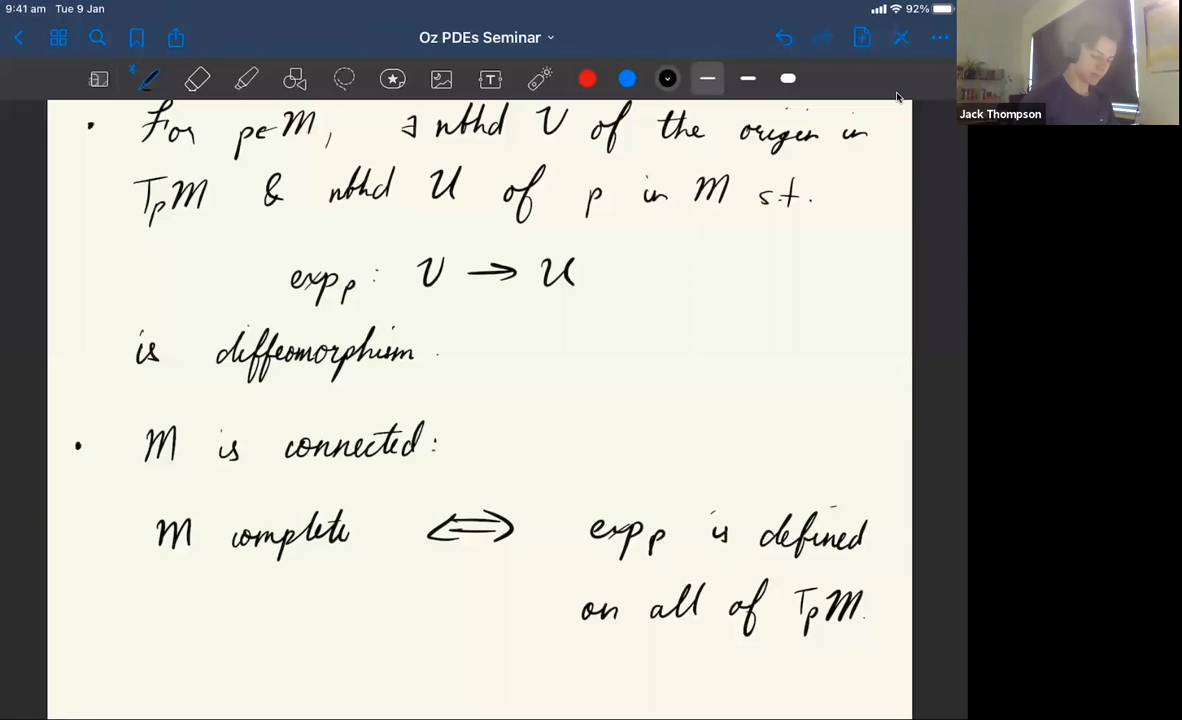 9:41 am Tue 9 Jan
92%
Oz PDEs Seminar
Jack Thompson
• For p∈M, ∃ nbhd V of the origin in
TpM & nbhd U of p in M s.t.
expp : V → U
is diffeomorphism.
• M is connected:
M complete ⟺ expp is defined
on all of TpM.